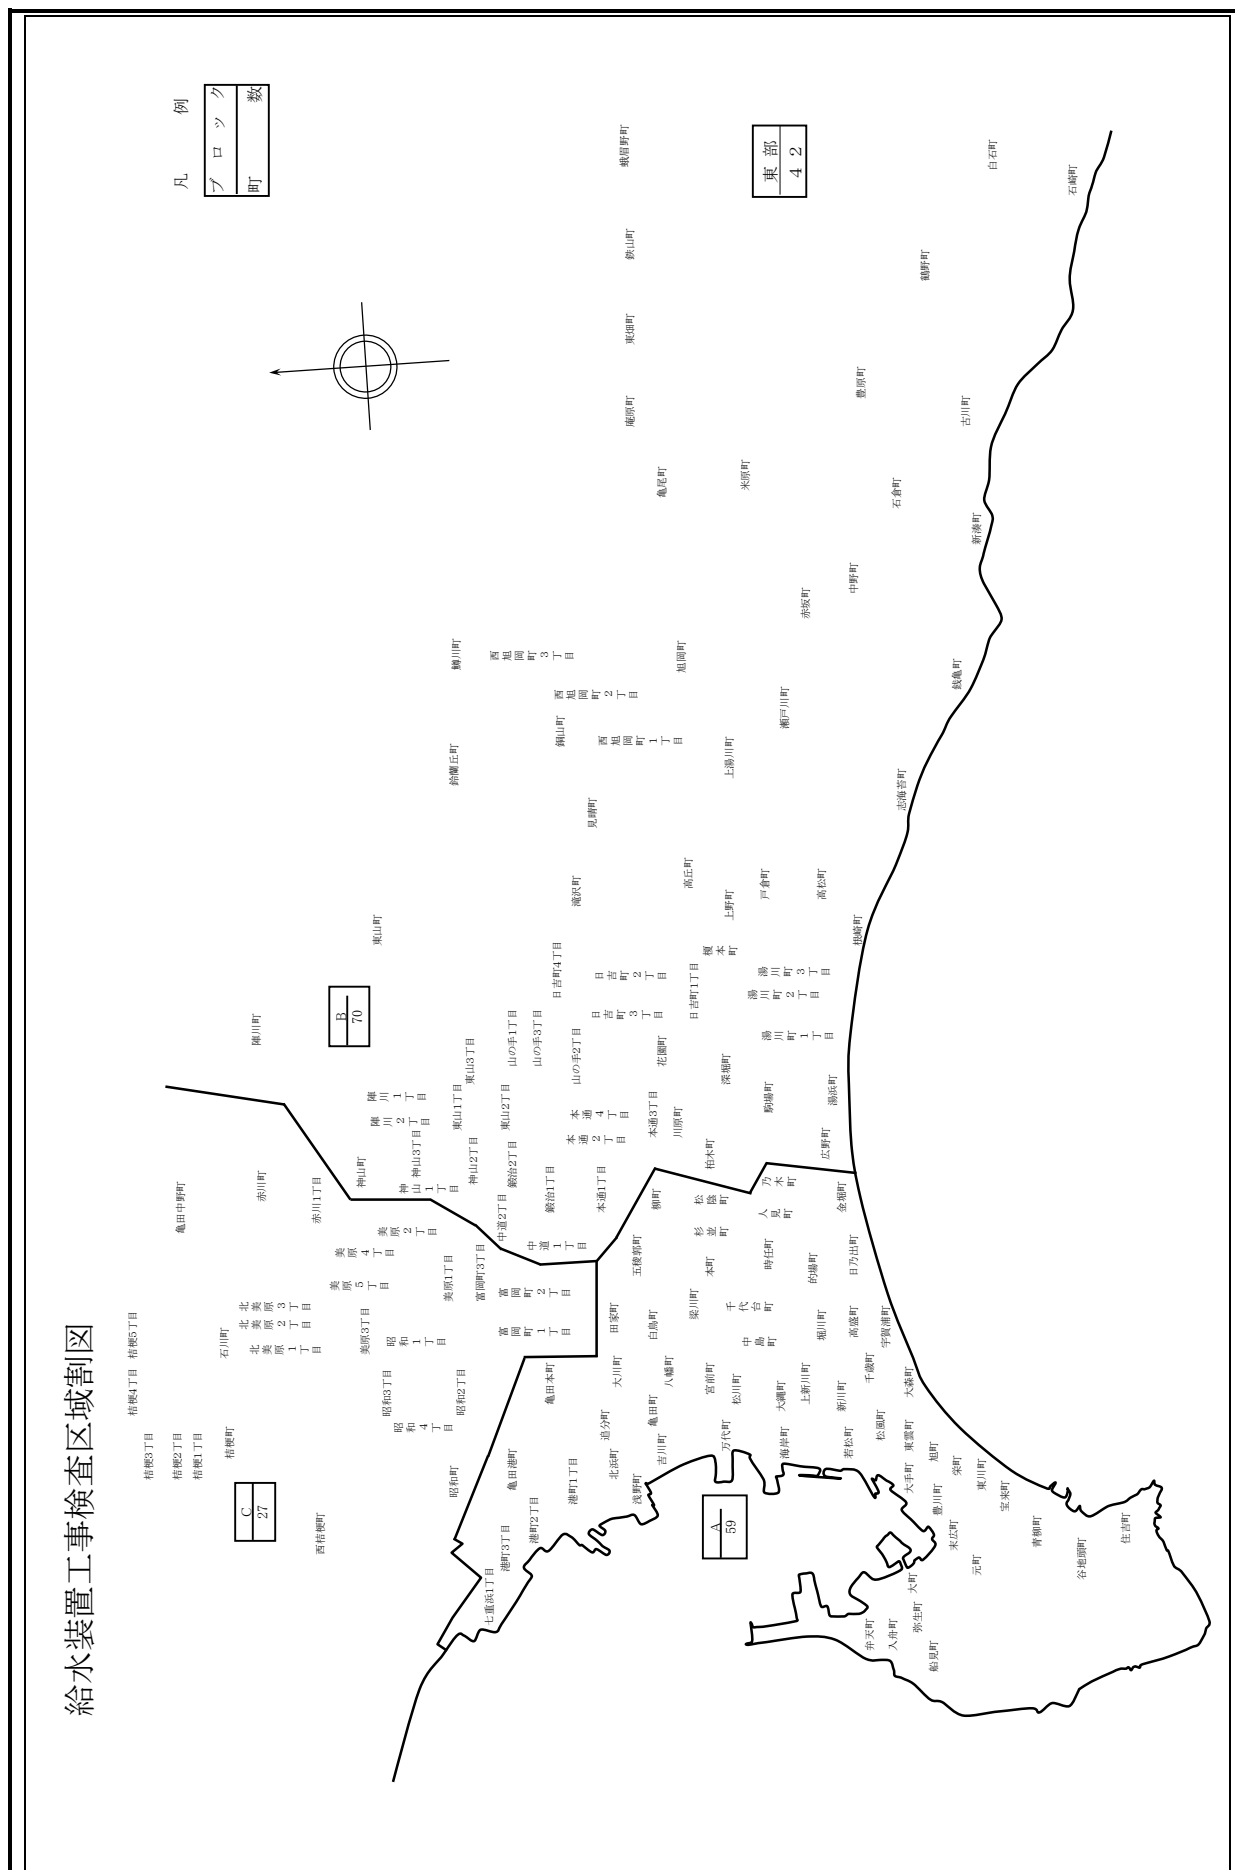 給水装置工事検査区域割図
凡例
ブロック
町数
東部
42
B
70
C
27
A
59
蛾眉野町
鉄山町
東畑町
庵原町
亀尾町
米原町
白石町
石崎町
鶴野町
豊原町
古川町
石倉町
新湊町
中野町
赤坂町
銭亀町
鱒川町
西旭岡町3丁目
西旭岡町2丁目
西旭岡町1丁目
旭岡町
銅山町
鈴蘭丘町
瀬戸川町
上湯川町
志海苔町
見晴町
滝沢町
高丘町
上野町
戸倉町
高松町
根崎町
榎本町
東山町
陣川町
日吉町4丁目
日吉町2丁目
日吉町3丁目
日吉町1丁目
湯川町3丁目
湯川町2丁目
湯川町1丁目
山の手1丁目
山の手3丁目
山の手2丁目
東山3丁目
花園町
深堀町
駒場町
湯浜町
陣川1丁目
陣川2丁目
東山1丁目
東山2丁目
本通4丁目
本通2丁目
本通3丁目
川原町
柏木町
広野町
神山町
神山3丁目
神山1丁目
神山2丁目
鍛治2丁目
鍛治1丁目
本通1丁目
中道2丁目
中道1丁目
柳町
松陰町
乃木町
人見町
金堀町
亀田中野町
赤川町
赤川1丁目
美原2丁目
美原4丁目
美原5丁目
美原1丁目
美原3丁目
富岡町3丁目
富岡町2丁目
富岡町1丁目
五稜郭町
杉並町
本町
時任町
的場町
日乃出町
北美原3丁目
北美原2丁目
北美原1丁目
石川町
昭和1丁目
昭和3丁目
昭和2丁目
昭和4丁目
昭和町
桔梗5丁目
桔梗4丁目
桔梗3丁目
桔梗2丁目
桔梗1丁目
桔梗町
西桔梗町
田家町
白鳥町
梁川町
千代台町
中島町
堀川町
高盛町
宇賀浦町
亀田本町
大川町
八幡町
宮前町
松川町
大縄町
上新川町
新川町
千歳町
大森町
追分町
亀田町
吉川町
万代町
海岸町
若松町
松風町
東雲町
旭町
栄町
東川町
宝来町
亀田港町
港町1丁目
港町2丁目
港町3丁目
北浜町
浅野町
七重浜1丁目
大手町
豊川町
末広町
元町
大町
弥生町
弁天町
入舟町
船見町
青柳町
谷地頭町
住吉町